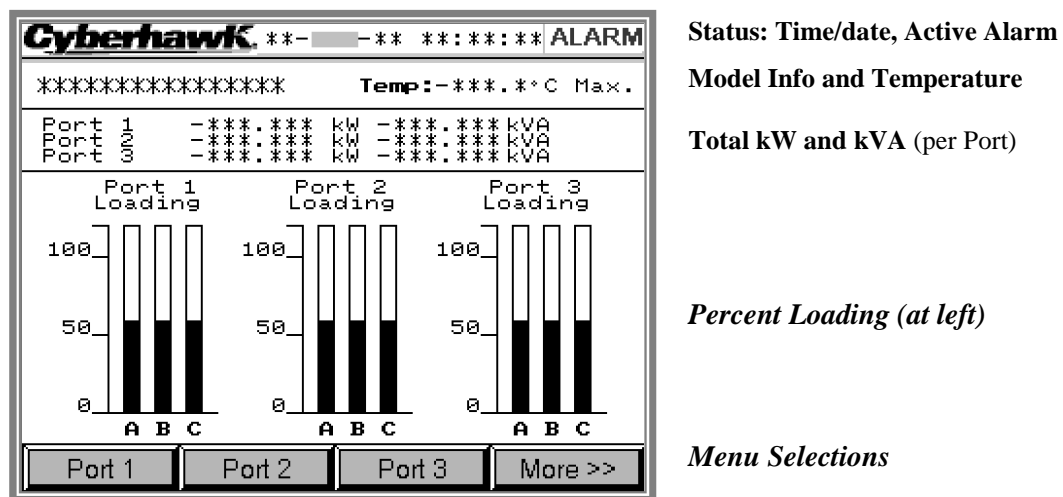 Cyberhawk **- -** **:**:** ALARM
Status: Time/date, Active Alarm
**************** Temp:-***.*°C Max.
Model Info and Temperature
Port 1 -***.*** kW -***.*** kVA
Port 2 -***.*** kW -***.*** kVA
Port 3 -***.*** kW -***.*** kVA
Total kW and kVA (per Port)
Port 1 Loading
Port 2 Loading
Port 3 Loading
100
50
0
A B C
100
50
0
A B C
100
50
0
A B C
Percent Loading (at left)
Port 1 Port 2 Port 3 More >>
Menu Selections